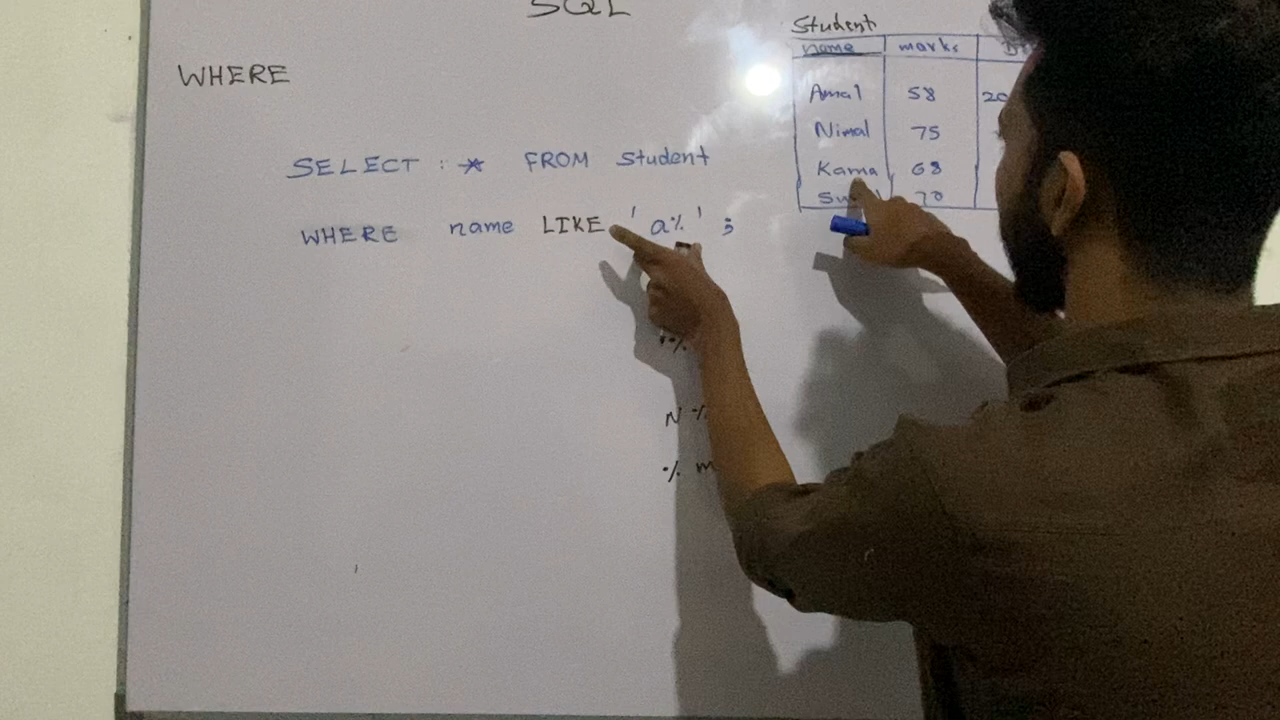 SQL
WHERE
SELECT : * FROM Student
WHERE name LIKE ' a% ' ;
N %
% m
Student
name marks
Amal 58
Nimal 75
Kama 68
70